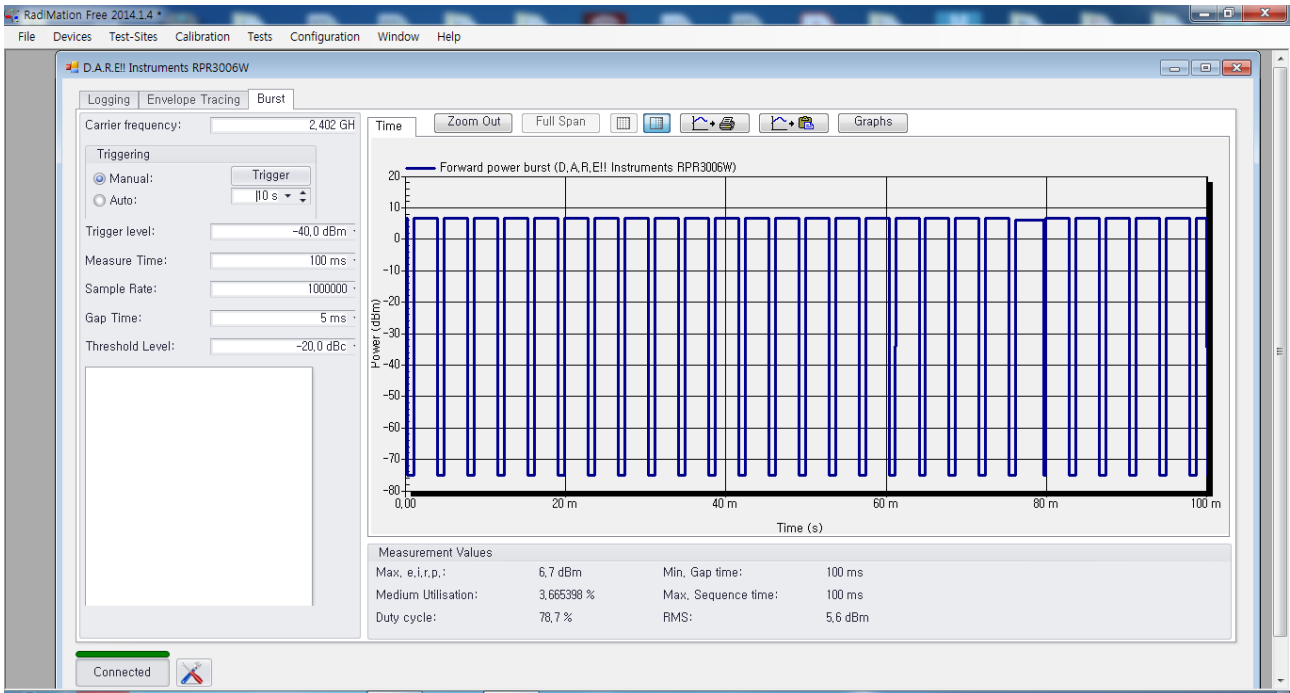 RadiMation Free 2014.1.4 *
File Devices Test-Sites Calibration Tests Configuration Window Help
D.A.R.E!! Instruments RPR3006W
Logging Envelope Tracing Burst
Carrier frequency: 2,402 GH
Triggering
Manual: Trigger
Auto: 10 s
Trigger level: -40,0 dBm
Measure Time: 100 ms
Sample Rate: 1000000
Gap Time: 5 ms
Threshold Level: -20,0 dBc
Time Zoom Out Full Span Graphs
Forward power burst (D,A,R,E!! Instruments RPR3006W)
20
10
0
-10
-20
-30
-40
-50
-60
-70
-80
Power (dBm)
0,00 20 m 40 m 60 m 80 m 100 m
Time (s)
Measurement Values
Max, e,i,r,p,: 6,7 dBm Min, Gap time: 100 ms
Medium Utilisation: 3,665398 % Max, Sequence time: 100 ms
Duty cycle: 78,7 % RMS: 5,6 dBm
Connected